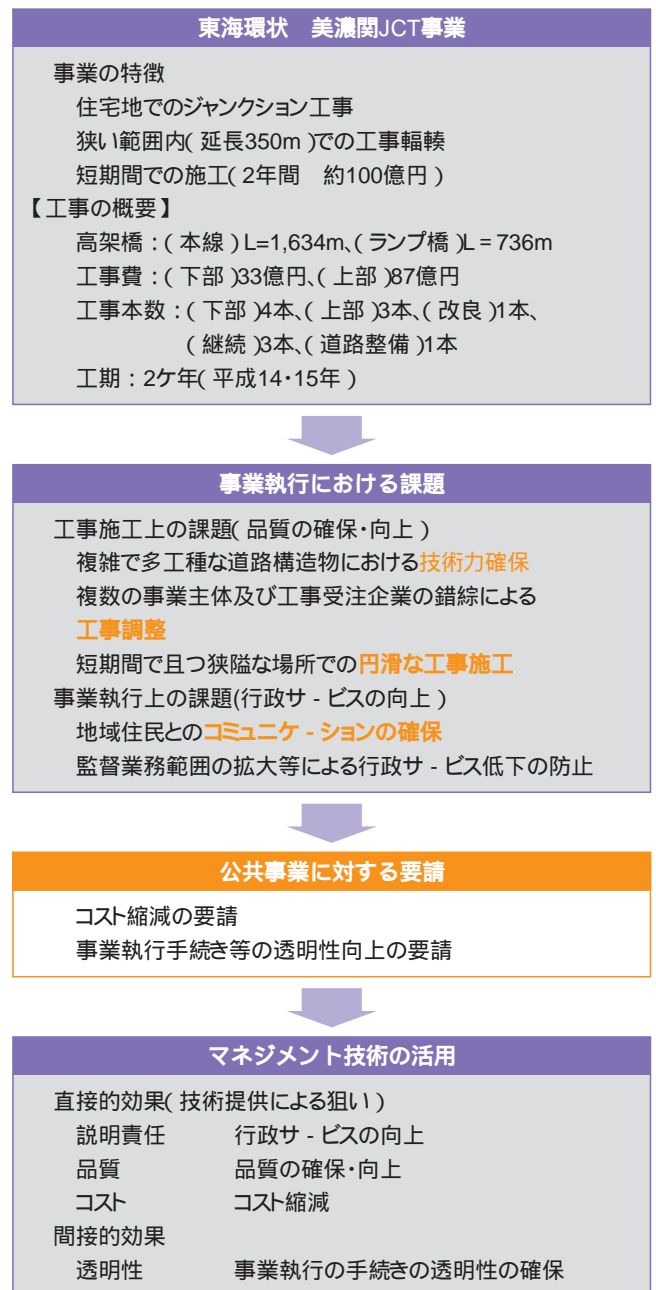 東海環状　美濃関JCT事業
事業の特徴
住宅地でのジャンクション工事
狭い範囲内(延長350m)での工事輻輳
短期間での施工(2年間　約100億円)
【工事の概要】
高架橋：(本線)L=1,634m、(ランプ橋)L=736m
工事費：(下部)33億円、(上部)87億円
工事本数：(下部)4本、(上部)3本、(改良)1本、
(継続)3本、(道路整備)1本
工期：2ケ年(平成14・15年)
事業執行における課題
工事施工上の課題(品質の確保・向上)
複雑で多工種な道路構造物における技術力確保
複数の事業主体及び工事受注企業の錯綜による
工事調整
短期間で且つ狭隘な場所での円滑な工事施工
事業執行上の課題(行政サ-ビスの向上)
地域住民とのコミュニケ-ションの確保
監督業務範囲の拡大等による行政サ-ビス低下の防止
公共事業に対する要請
コスト縮減の要請
事業執行手続き等の透明性向上の要請
マネジメント技術の活用
直接的効果(技術提供による狙い)
説明責任　行政サ-ビスの向上
品質　品質の確保・向上
コスト　コスト縮減
間接的効果
透明性　事業執行の手続きの透明性の確保